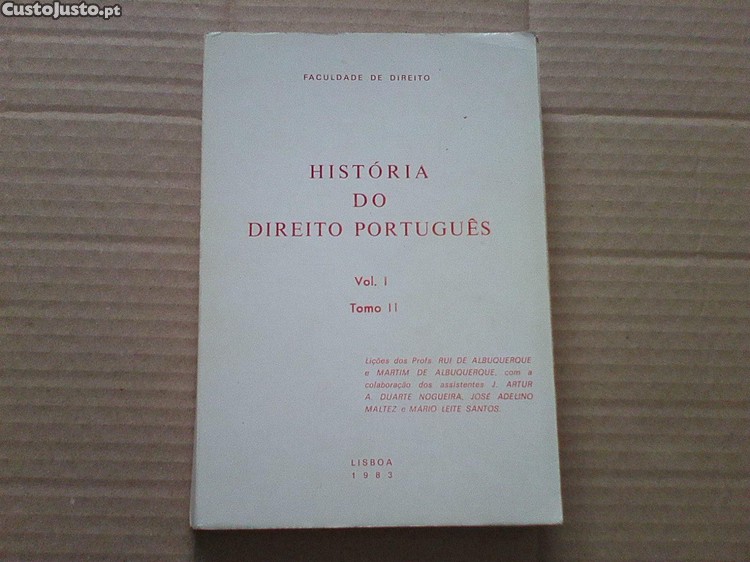 CustoJusto.pt
FACULDADE DE DIREITO
HISTÓRIA
DO
DIREITO PORTUGUÊS
Vol. I
Tomo II
Lições dos Profs. RUI DE ALBUQUERQUE
e MARTIM DE ALBUQUERQUE, com a
colaboração dos assistentes J. ARTUR
A. DUARTE NOGUEIRA, JOSÉ ADELINO
MALTEZ e MÁRIO LEITE SANTOS.
LISBOA
1983